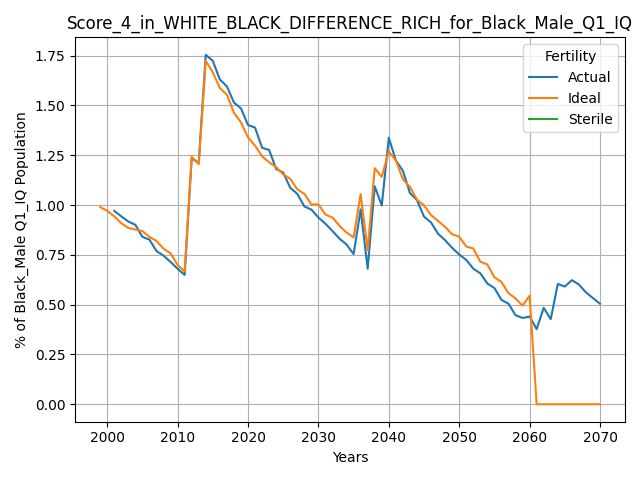 Score_4_in_WHITE_BLACK_DIFFERENCE_RICH_for_Black_Male_Q1_IQ
Fertility
Actual
Ideal
Sterile
% of Black_Male Q1_IQ Population
1.75
1.50
1.25
1.00
0.75
0.50
0.25
0.00
2000 2010 2020 2030 2040 2050 2060 2070
Years